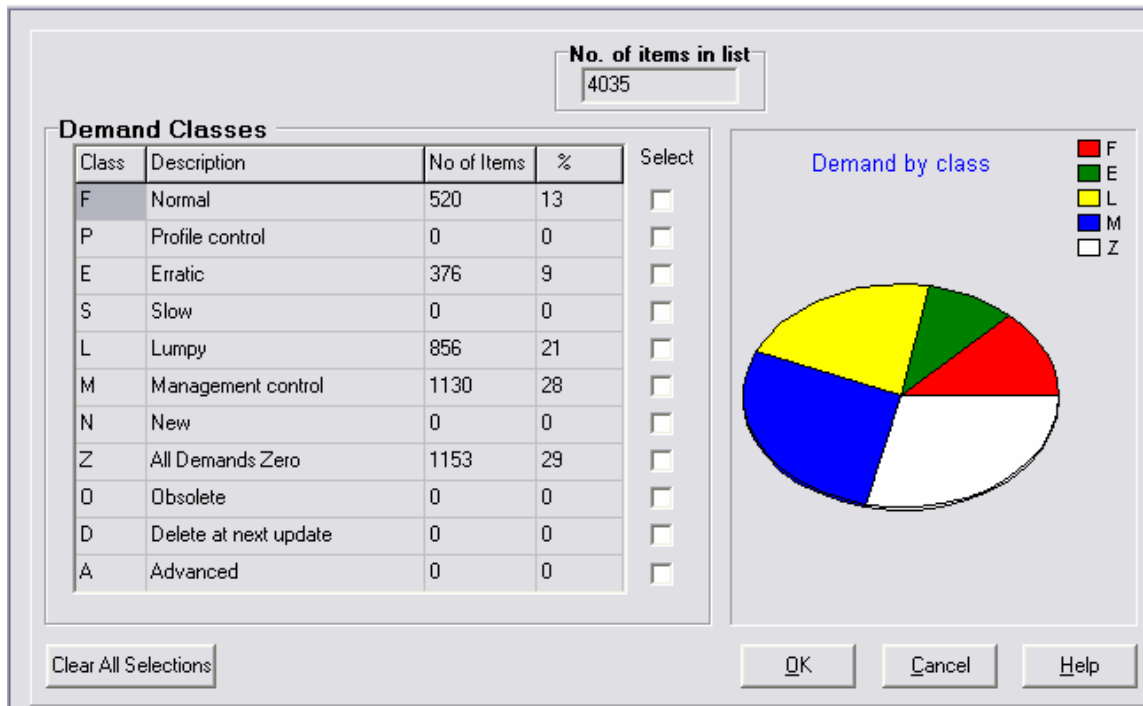 No. of items in list
4035
Demand Classes
Class Description No of Items % Select
F Normal 520 13
P Profile control 0 0
E Erratic 376 9
S Slow 0 0
L Lumpy 856 21
M Management control 1130 28
N New 0 0
Z All Demands Zero 1153 29
O Obsolete 0 0
D Delete at next update 0 0
A Advanced 0 0
Demand by class
F
E
L
M
Z
Clear All Selections
OK
Cancel
Help